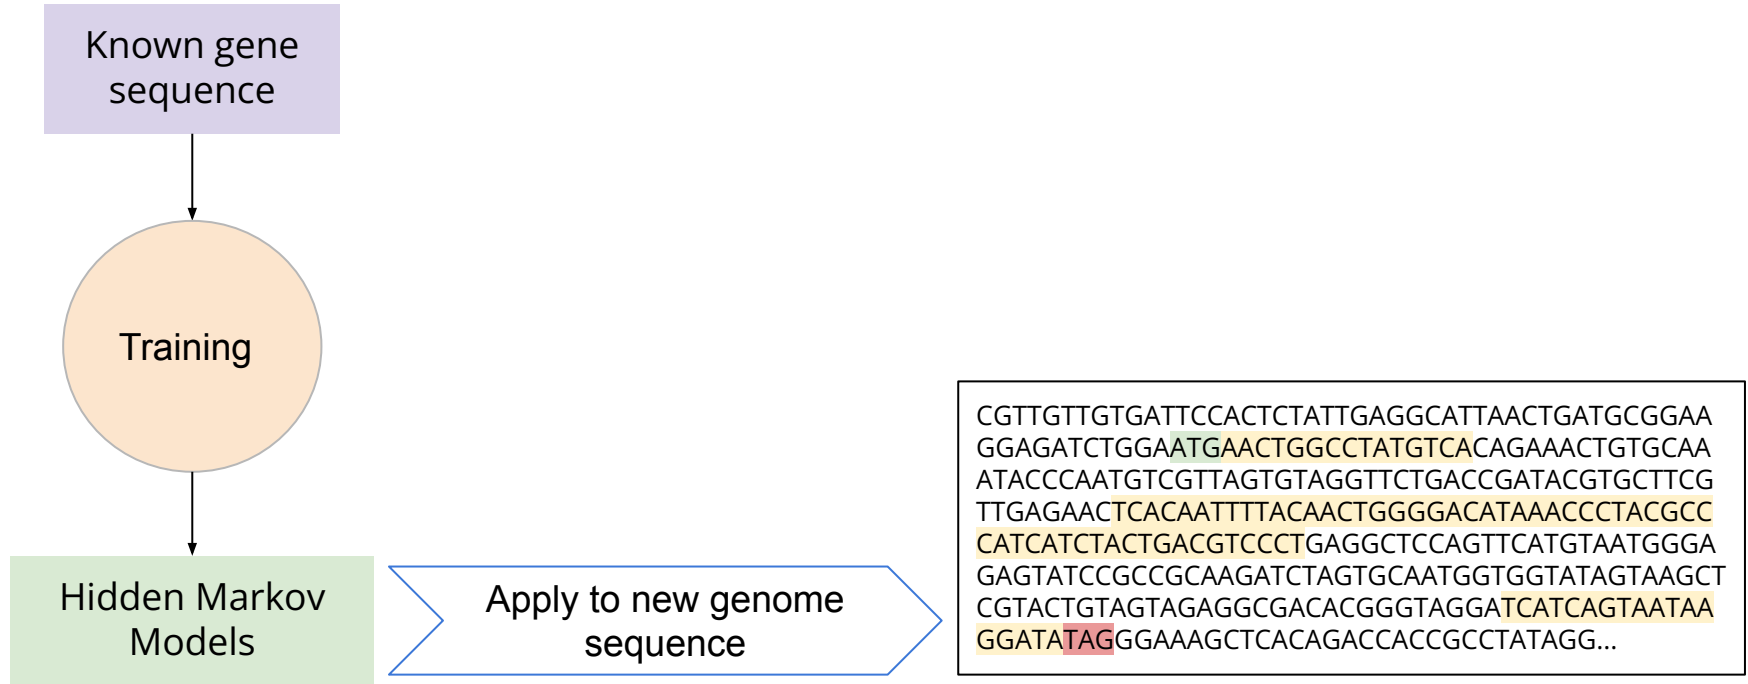 Known gene
sequence
Training
Hidden Markov
Models
Apply to new genome
sequence
CGTTGTTGTGATTCCACTCTATTGAGGCATTAACTGATGCGGAA
GGAGATCTGGAATGAACTGGCCTATGTCACAGAAACTGTGCAA
ATACCCAATGTCGTTAGTGTAGGTTCTGACCGATACGTGCTTCG
TTGAGAACTCACAATTTTACAACTGGGGACATAAACCCTACGCC
CATCATCTACTGACGTCCCTGAGGCTCCAGTTCATGTAATGGGA
GAGTATCCGCCGCAAGATCTAGTGCAATGGTGGTATAGTAAGCT
CGTACTGTAGTAGAGGCGACACGGGTAGGATCATCAGTAATAA
GGATATAGGGAAAGCTCACAGACCACCGCCTATAGG...